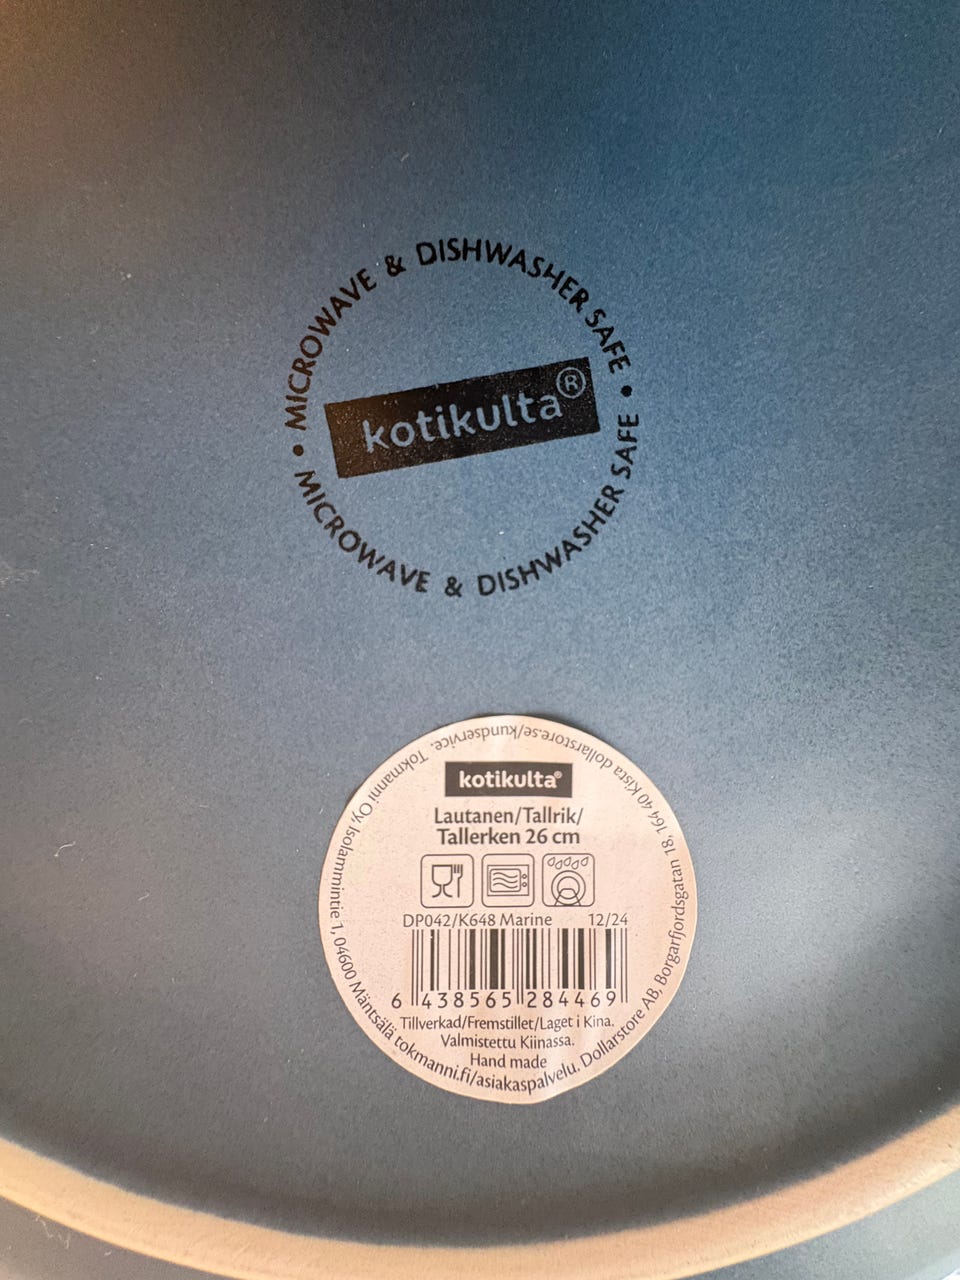 MICROWAVE & DISHWASHER SAFE •
MICROWAVE & DISHWASHER SAFE •
kotikulta®
kotikulta®
Lautanen/Tallrik/
Tallerken 26 cm
DP042/K648 Marine 12/24
6 438565 284469
Tillverkad/Fremstillet/Laget i Kina.
Valmistettu Kiinassa.
Hand made
Tokmanni Oy, Isolammintie 1, 04600 Mäntsälä tokmanni.fi/asiakaspalvelu. Dollarstore AB, Borgarfjordsgatan 18, 164 40 Kista dollarstore.se/kundservice.